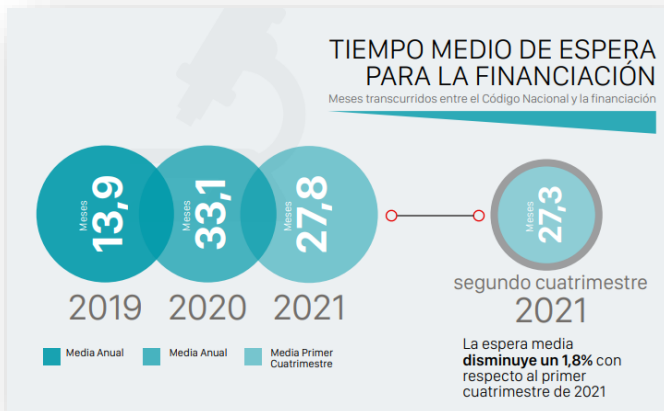 TIEMPO MEDIO DE ESPERA
PARA LA FINANCIACIÓN
Meses transcurridos entre el Código Nacional y la financiación
Meses
13,9
Meses
33,1
Meses
27,8
Meses
27,3
2019
2020
2021
segundo cuatrimestre
2021
Media Anual
Media Anual
Media Primer
Cuatrimestre
La espera media
disminuye un 1,8% con
respecto al primer
cuatrimestre de 2021